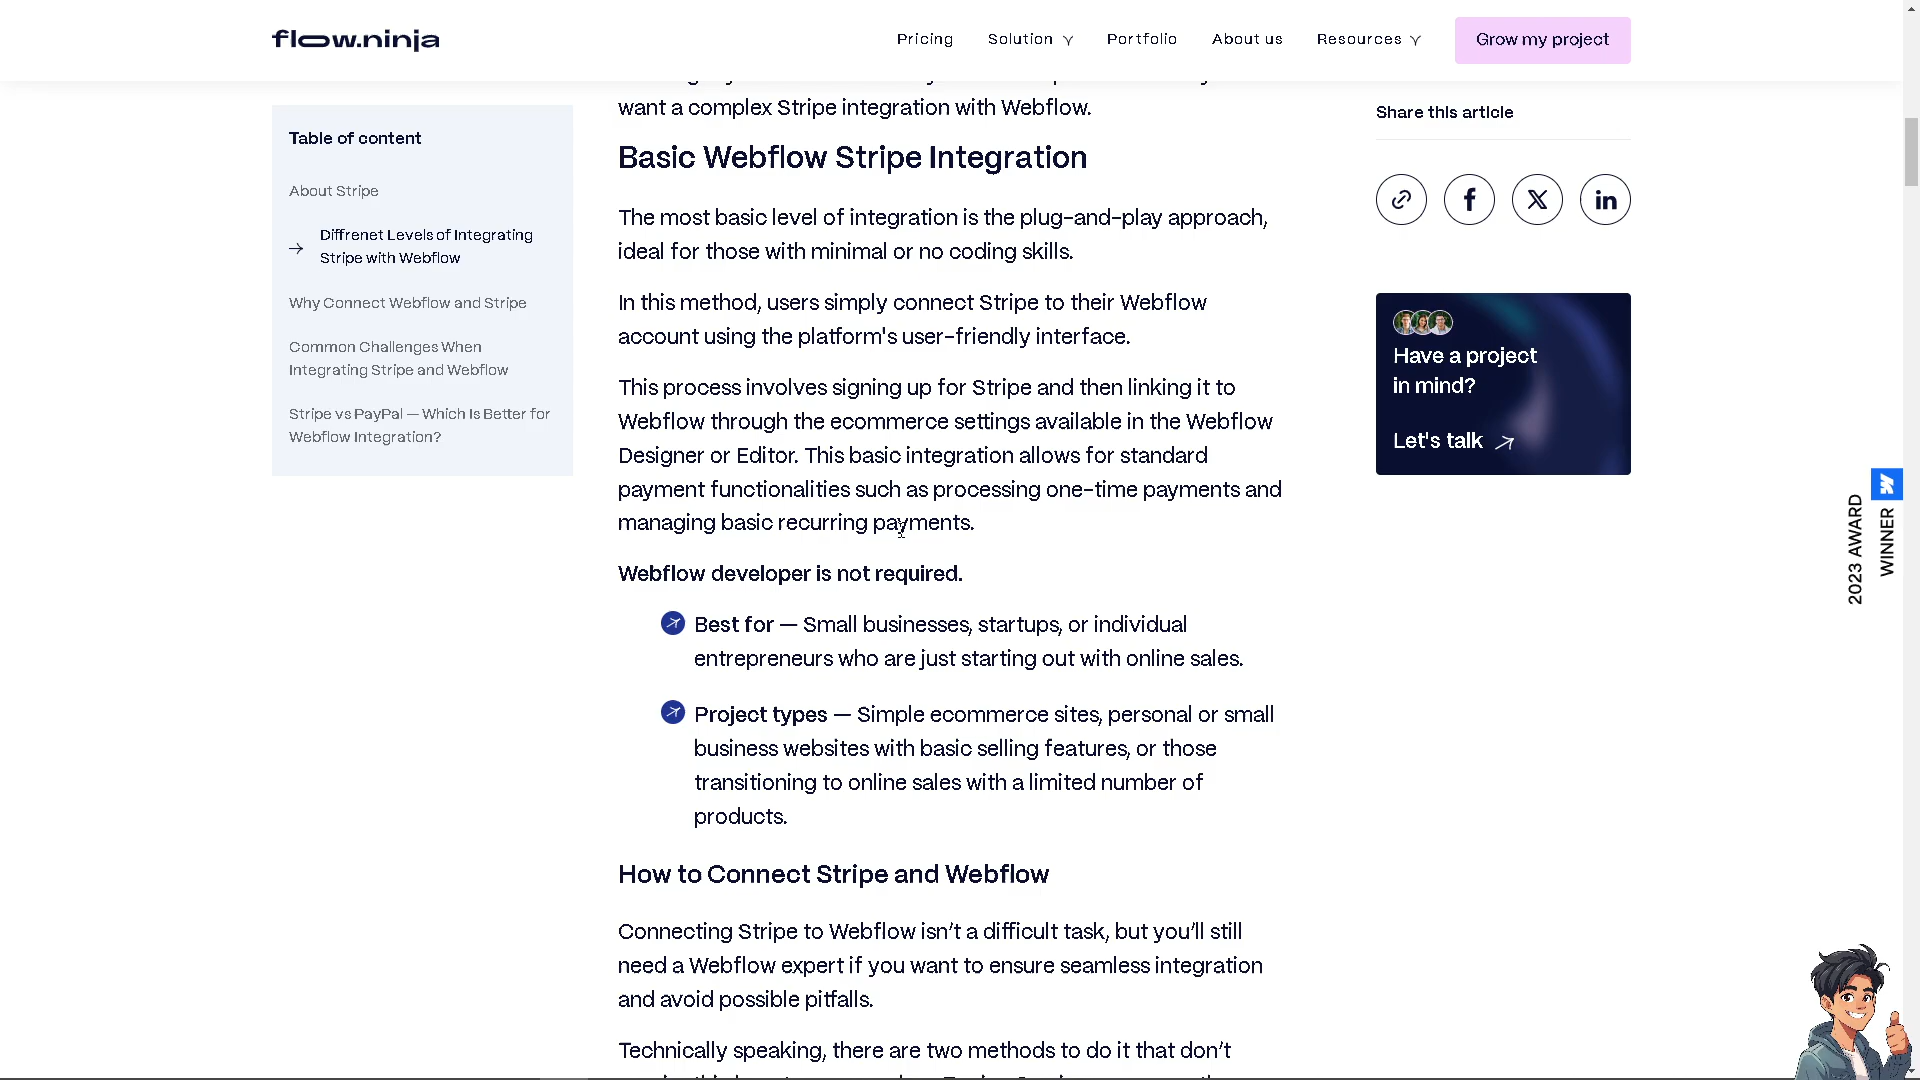 flow.ninja
Pricing
Solution
Portfolio
About us
Resources
Grow my project
Table of content
About Stripe
Diffrenet Levels of Integrating
Stripe with Webflow
Why Connect Webflow and Stripe
Common Challenges When
Integrating Stripe and Webflow
Stripe vs PayPal — Which Is Better for
Webflow Integration?
want a complex Stripe integration with Webflow.
Basic Webflow Stripe Integration
The most basic level of integration is the plug-and-play approach,
ideal for those with minimal or no coding skills.
In this method, users simply connect Stripe to their Webflow
account using the platform's user-friendly interface.
This process involves signing up for Stripe and then linking it to
Webflow through the ecommerce settings available in the Webflow
Designer or Editor. This basic integration allows for standard
payment functionalities such as processing one-time payments and
managing basic recurring payments.
Webflow developer is not required.
Best for — Small businesses, startups, or individual
entrepreneurs who are just starting out with online sales.
Project types — Simple ecommerce sites, personal or small
business websites with basic selling features, or those
transitioning to online sales with a limited number of
products.
How to Connect Stripe and Webflow
Connecting Stripe to Webflow isn’t a difficult task, but you’ll still
need a Webflow expert if you want to ensure seamless integration
and avoid possible pitfalls.
Technically speaking, there are two methods to do it that don’t
Share this article
Have a project
in mind?
Let's talk
2023 AWARD
WINNER